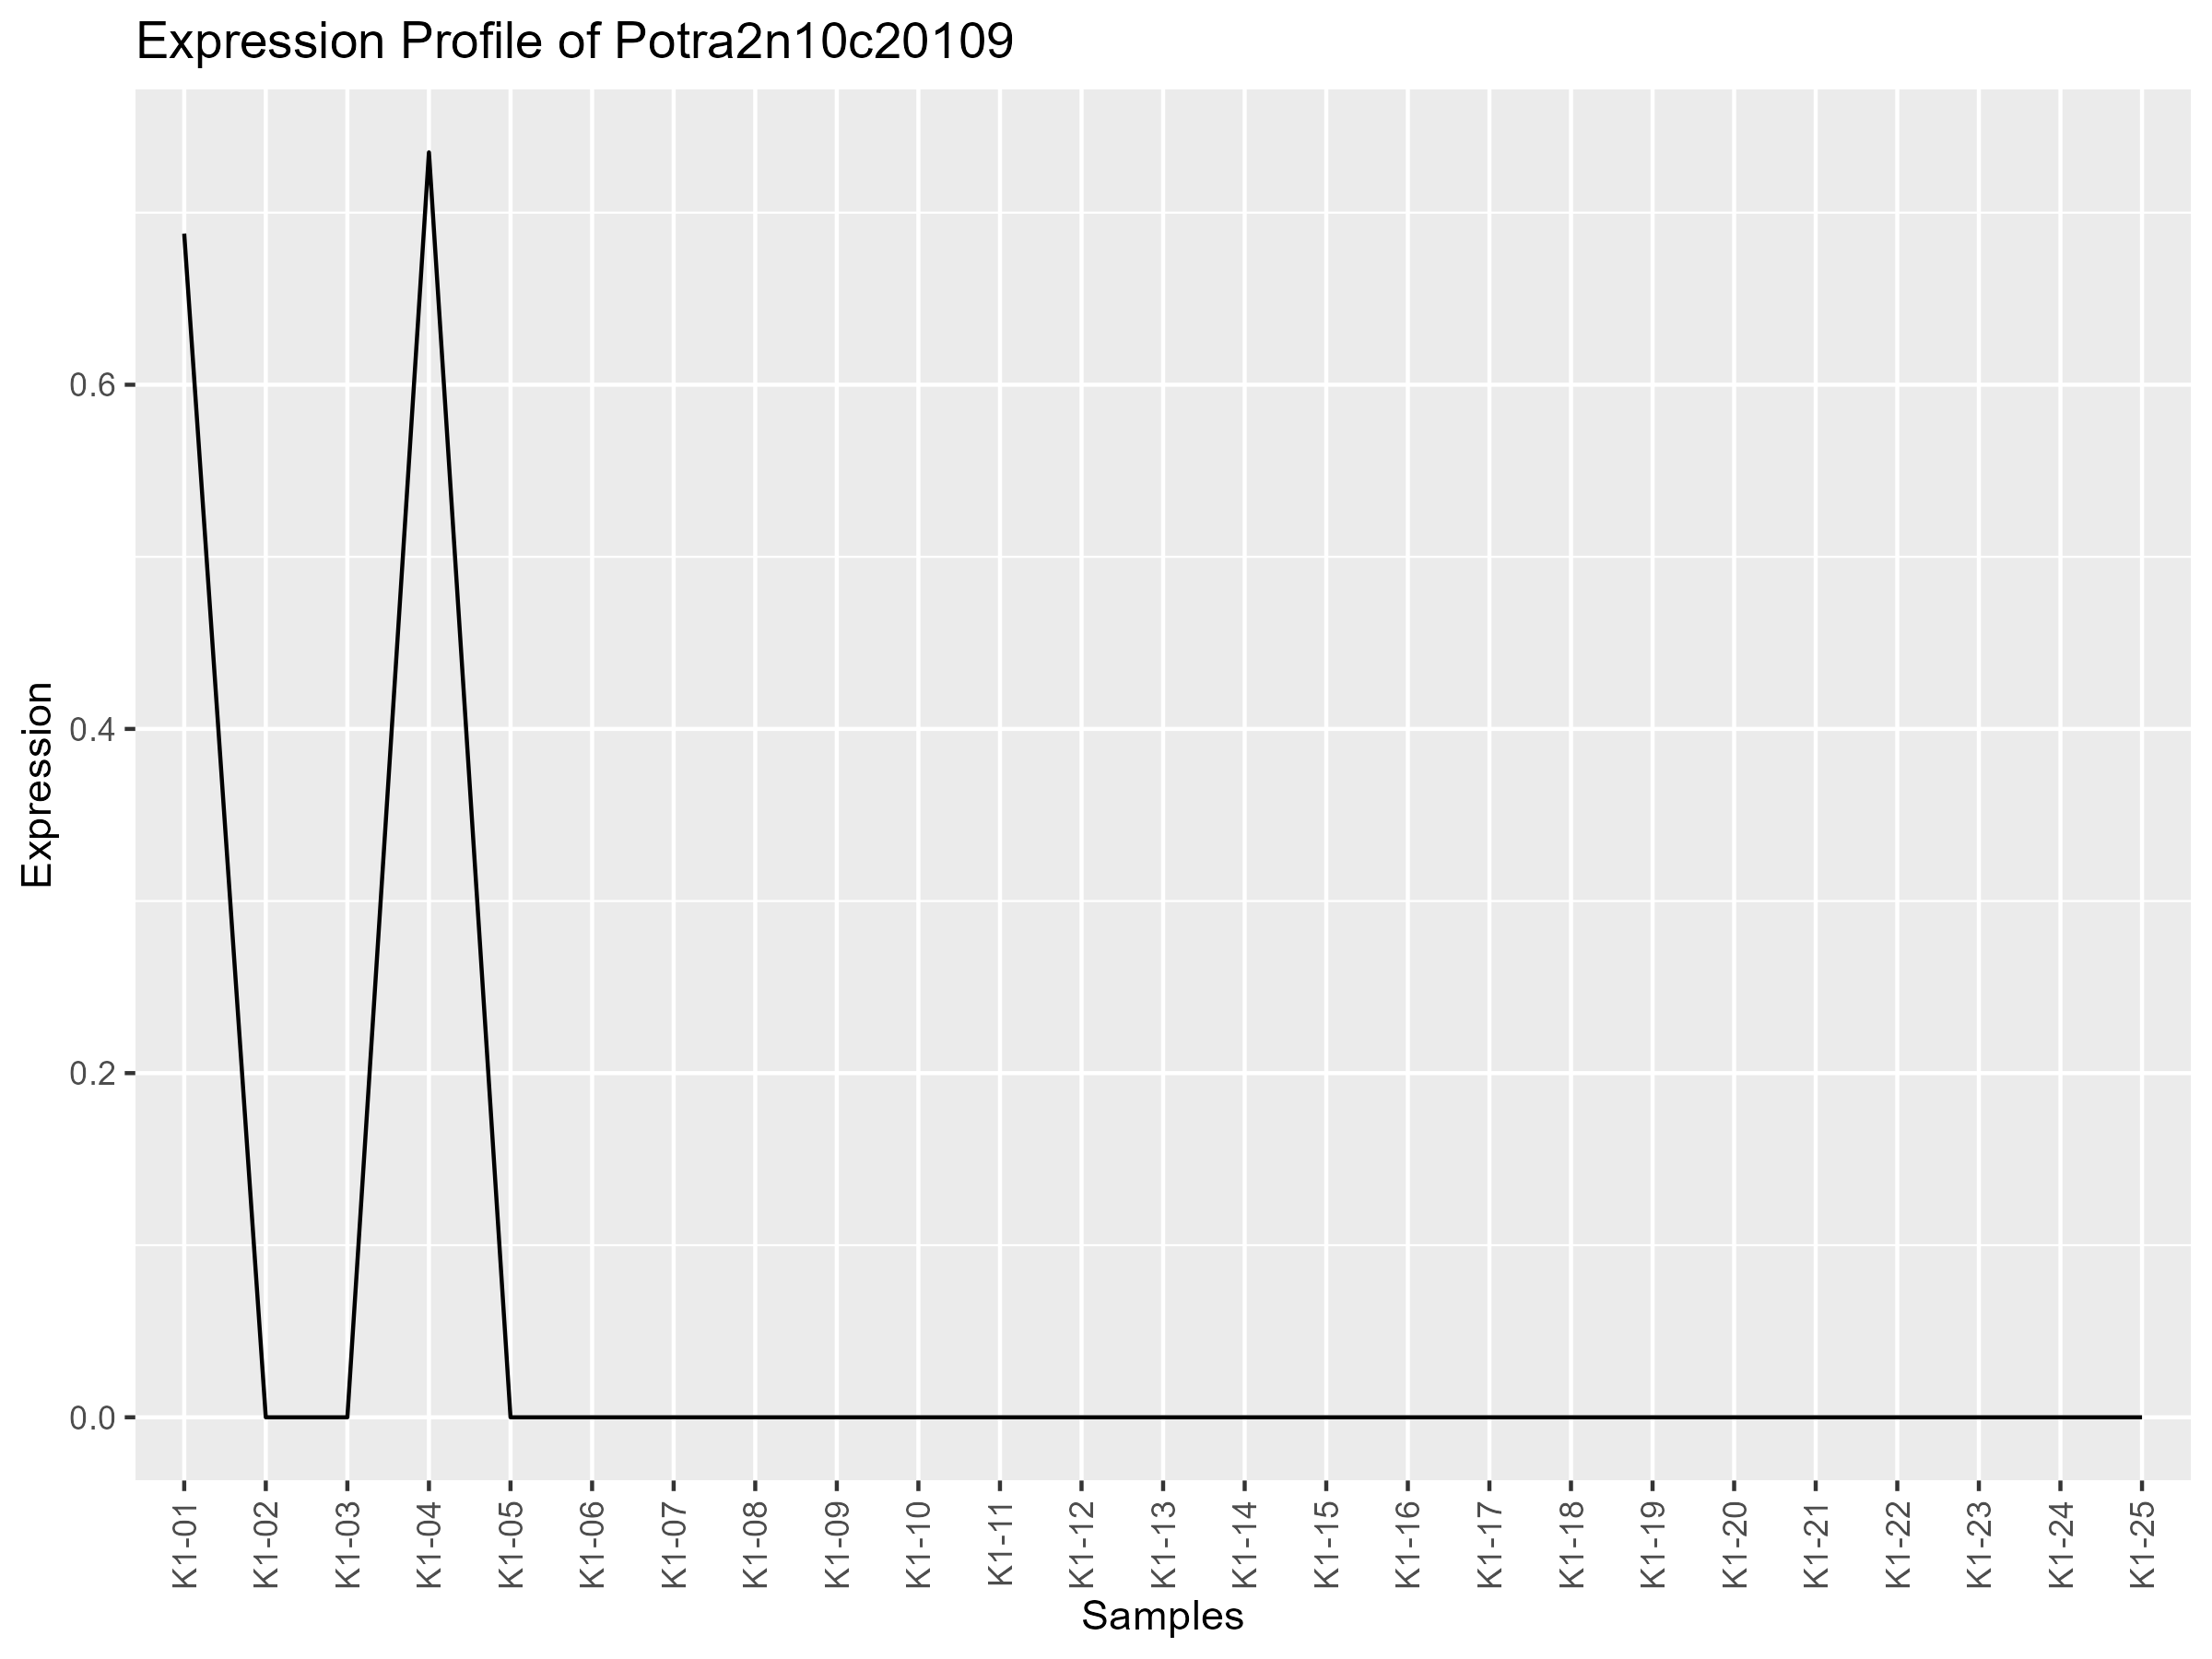 Expression Profile of Potra2n10c20109
Expression
0.6
0.4
0.2
0.0
K1-01
K1-02
K1-03
K1-04
K1-05
K1-06
K1-07
K1-08
K1-09
K1-10
K1-11
K1-12
K1-13
K1-14
K1-15
K1-16
K1-17
K1-18
K1-19
K1-20
K1-21
K1-22
K1-23
K1-24
K1-25
Samples